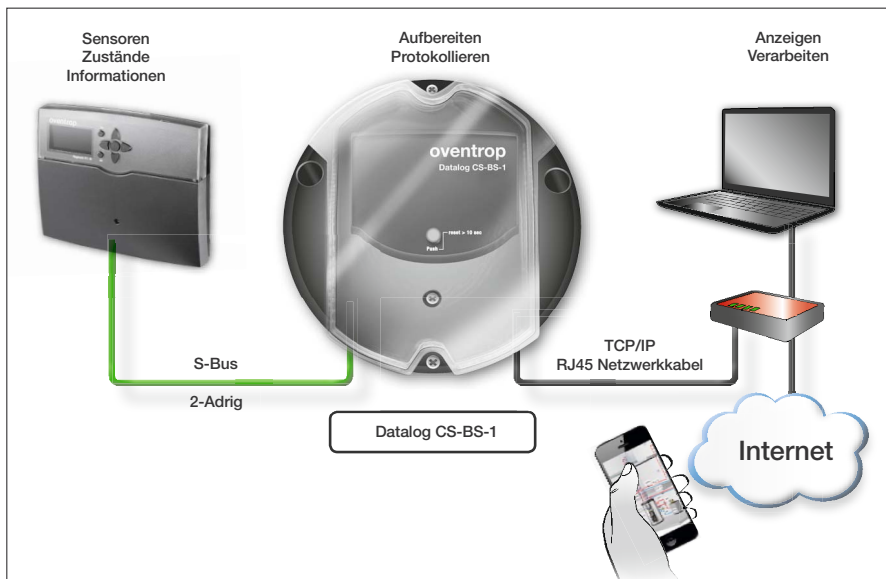 Sensoren
Zustände
Informationen
Aufbereiten
Protokollieren
Anzeigen
Verarbeiten
oventrop
oventrop
Datalog CS-BS-1
reset > 10 sec
Push
S-Bus
2-Adrig
TCP/IP
RJ45 Netzwerkkabel
Datalog CS-BS-1
Internet